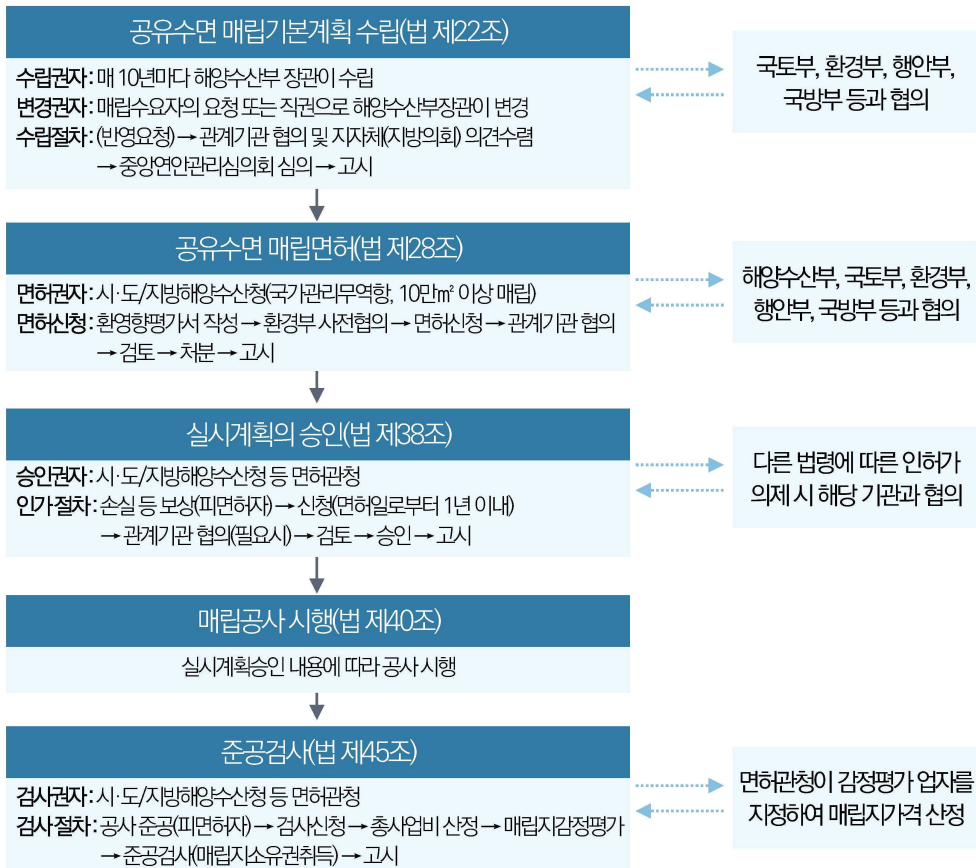 공유수면 매립기본계획 수립(법 제22조)
수립권자 : 매 10년마다 해양수산부 장관이 수립
변경권자 : 매립수요자의 요청 또는 직권으로 해양수산부장관이 변경
수립절차 : (반영요청) → 관계기관 협의 및 지자체(지방의회) 의견수렴
→ 중앙연안관리심의회 심의 → 고시
국토부, 환경부, 행안부,
국방부 등과 협의
공유수면 매립면허(법 제28조)
면허권자 : 시·도/지방해양수산청(국가관리무역항, 10만㎡ 이상 매립)
면허신청 : 환영향평가서 작성 → 환경부 사전협의 → 면허신청 → 관계기관 협의
→ 검토 → 처분 → 고시
해양수산부, 국토부, 환경부,
행안부, 국방부 등과 협의
실시계획의 승인(법 제38조)
승인권자 : 시·도/지방해양수산청 등 면허관청
인가절차 : 손실 등 보상(피면허자) → 신청(면허일로부터 1년 이내)
→ 관계기관 협의(필요시) → 검토 → 승인 → 고시
다른 법령에 따른 인허가
의제 시 해당 기관과 협의
매립공사 시행(법 제40조)
실시계획승인 내용에 따라 공사 시행
준공검사(법 제45조)
검사권자 : 시·도/지방해양수산청 등 면허관청
검사절차 : 공사 준공(피면허자) → 검사신청 → 총사업비 산정 → 매립지감정평가
→ 준공검사(매립지소유권취득) → 고시
면허관청이 감정평가 업자를
지정하여 매립지가격 산정